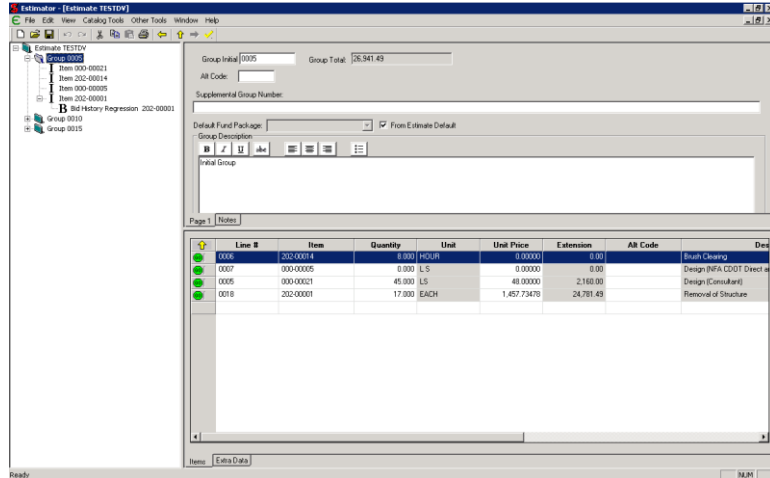 Estimator - [Estimate TESTDV]
File Edit View Catalog Tools Other Tools Window Help
Estimate TESTDV
Group 0005
Item 000-00021
Item 202-00014
Item 000-00005
Item 202-00001
B Bid History Regression 202-00001
Group 0010
Group 0015
Group Initial 0005 Group Total: 26,941.49
Alt Code:
Supplemental Group Number:
Default Fund Package: From Estimate Default
Group Description
B I U abc
Initial Group
Page 1 Notes
Line # Item Quantity Unit Unit Price Extension Alt Code Des
0006 202-00014 8.000 HOUR 0.00000 0.00 Brush Clearing
0007 000-00005 0.000 L S 0.00000 0.00 Design (NFA CDOT Direct a
0005 000-00021 45.000 LS 48.00000 2,160.00 Design (Consultant)
0018 202-00001 17.000 EACH 1,457.73478 24,781.49 Removal of Structure
Items Extra Data
Ready NUM